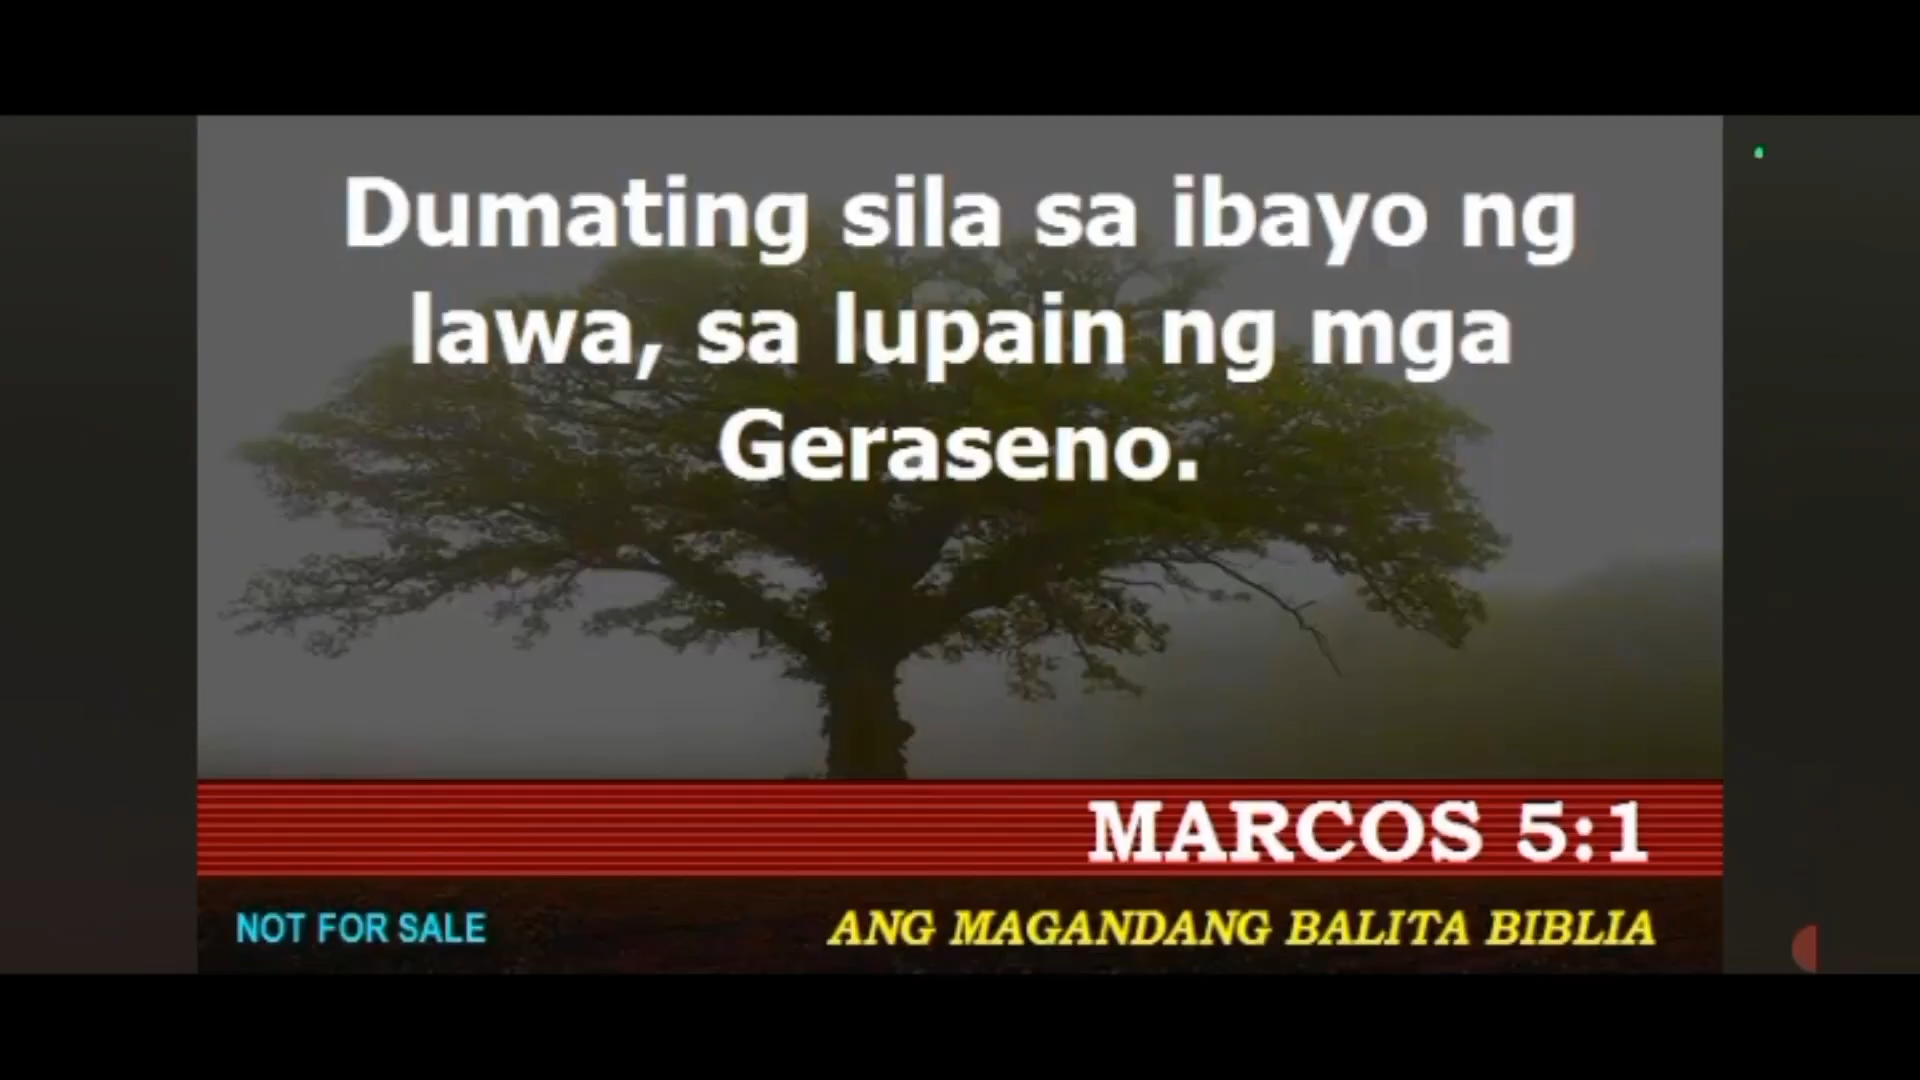 Dumating sila sa ibayo ng
lawa, sa lupain ng mga
Geraseno.
MARCOS 5:1
NOT FOR SALE
ANG MAGANDANG BALITA BIBLIA